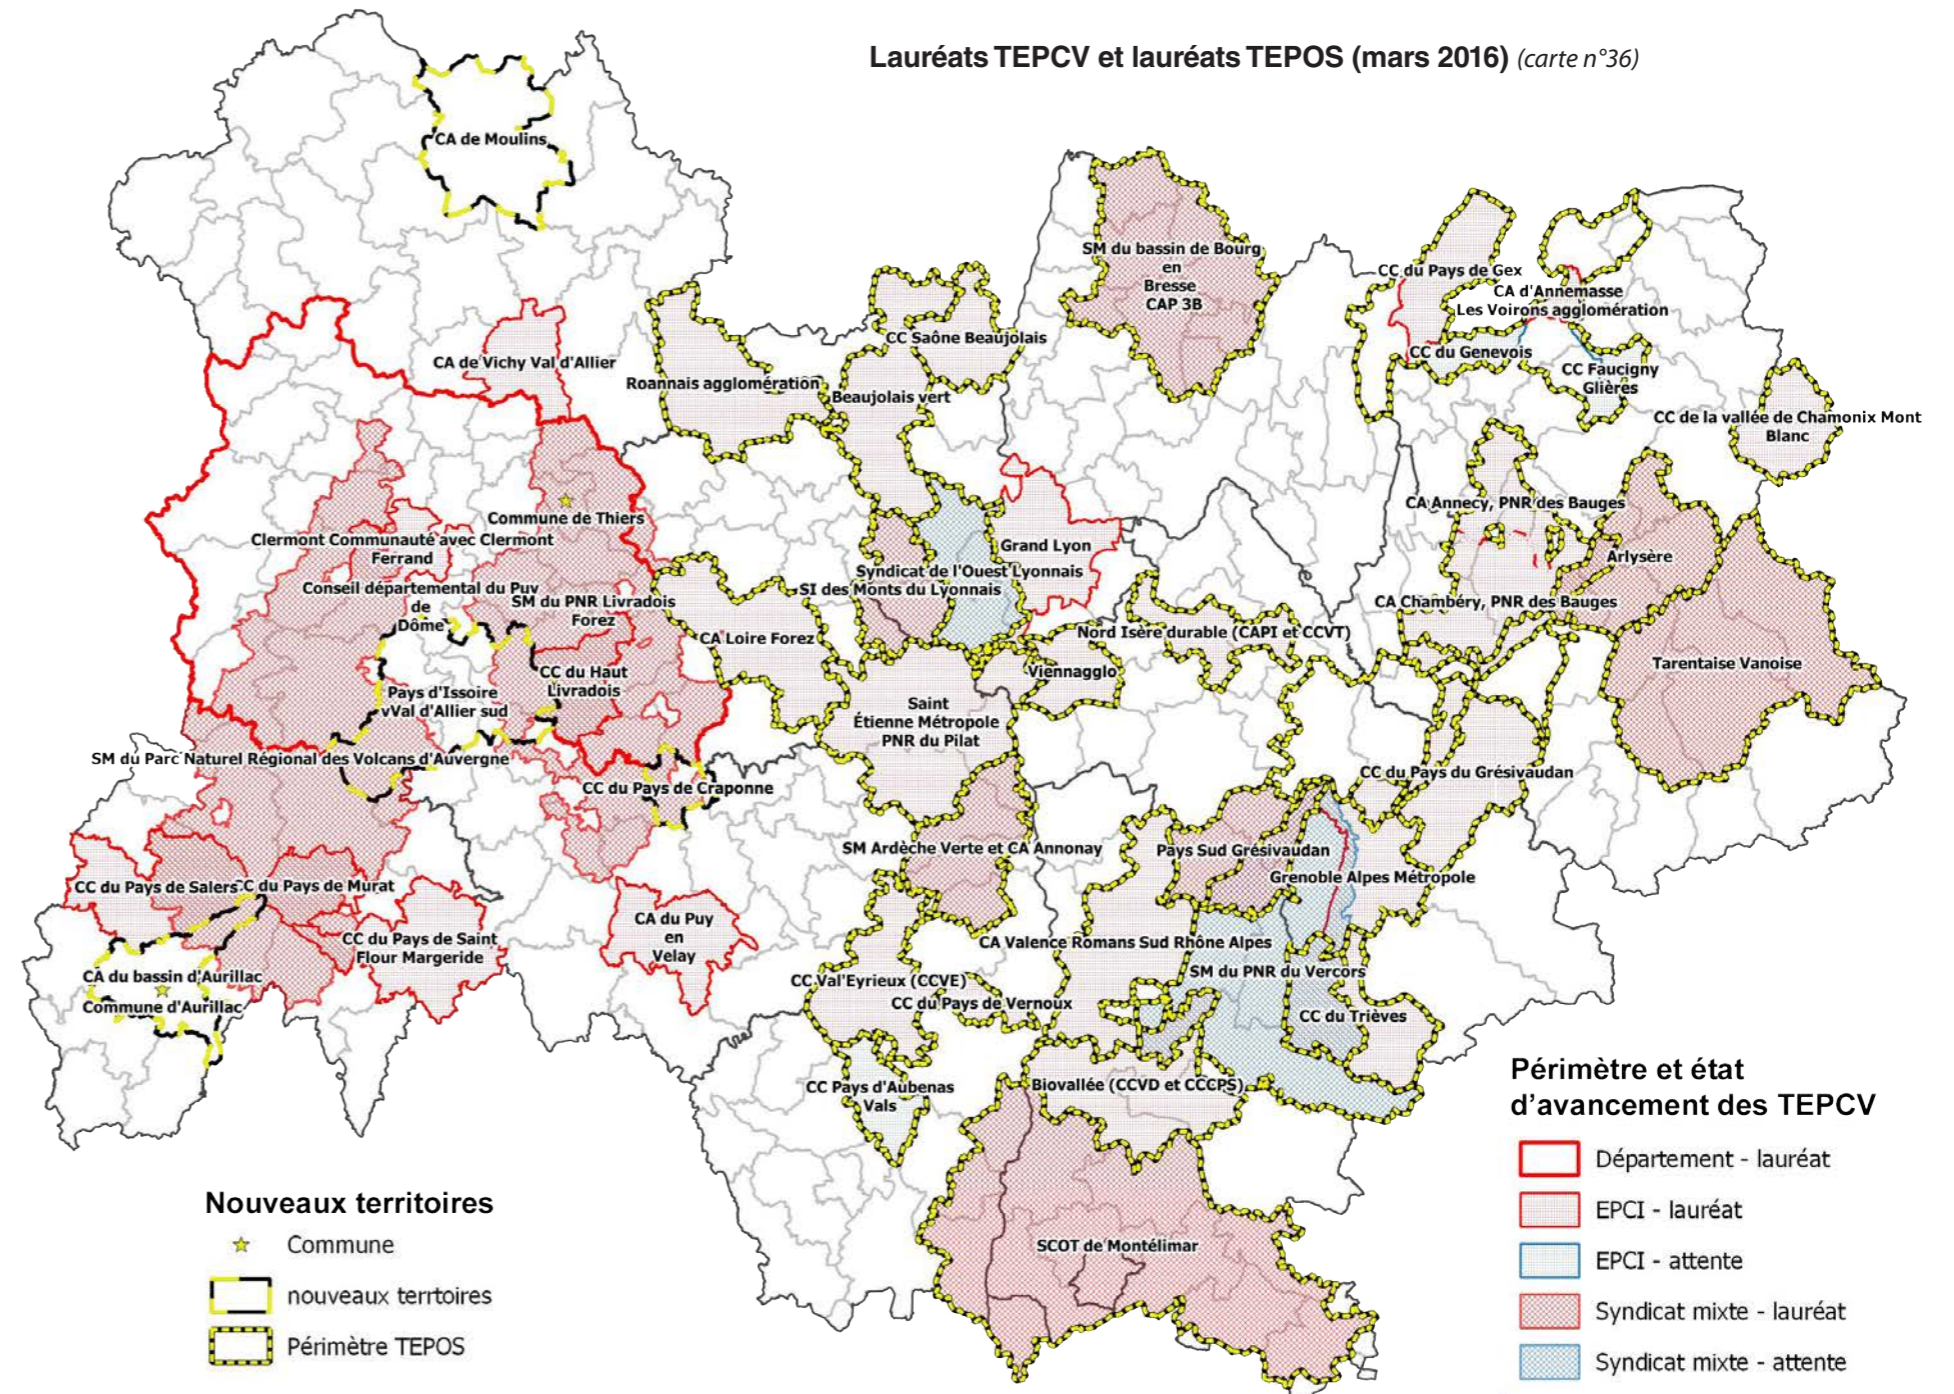 Lauréats TEPCV et lauréats TEPOS (mars 2016) (carte n°36)
CA de Moulins
SM du bassin de Bourg
en
Bresse
CAP 3B
CC du Pays de Gex
CA d'Annemasse
Les Voirons agglomération
CC du Genevois
CC Faucigny
Glières
CC de la vallée de Chamonix Mont
Blanc
CC Saône Beaujolais
CA de Vichy Val d'Allier
Roannais agglomération
Beaujolais vert
CA Annecy, PNR des Bauges
Commune de Thiers
Clermont Communauté avec Clermont
Ferrand
Grand Lyon
Arlysère
Syndicat de l'Ouest Lyonnais
SI des Monts du Lyonnais
Conseil départemental du Puy
de
Dôme
SM du PNR Livradois
Forez
CA Chambéry, PNR des Bauges
CA Loire Forez
Nord Isère durable (CAPI et CCVT)
Viennagglo
Tarentaise Vanoise
CC du Haut
Livradois
Pays d'Issoire
vVal d'Allier sud
Saint
Étienne Métropole
PNR du Pilat
SM du Parc Naturel Régional des Volcans d'Auvergne
CC du Pays de Craponne
CC du Pays du Grésivaudan
SM Ardèche Verte et CA Annonay
Pays Sud Grésivaudan
Grenoble Alpes Métropole
CC du Pays de Salers
CC du Pays de Murat
CA du Puy
en
Velay
CC du Pays de Saint
Flour Margeride
CA Valence Romans Sud Rhône Alpes
SM du PNR du Vercors
CA du bassin d'Aurillac
Commune d'Aurillac
CC Val'Eyrieux (CCVE)
CC du Pays de Vernoux
CC du Trièves
CC Pays d'Aubenas
Vals
Biovallée (CCVD et CCCPS)
SCOT de Montélimar
Nouveaux territoires
Commune
nouveaux terrtoires
Périmètre TEPOS
Périmètre et état
d'avancement des TEPCV
Département - lauréat
EPCI - lauréat
EPCI - attente
Syndicat mixte - lauréat
Syndicat mixte - attente